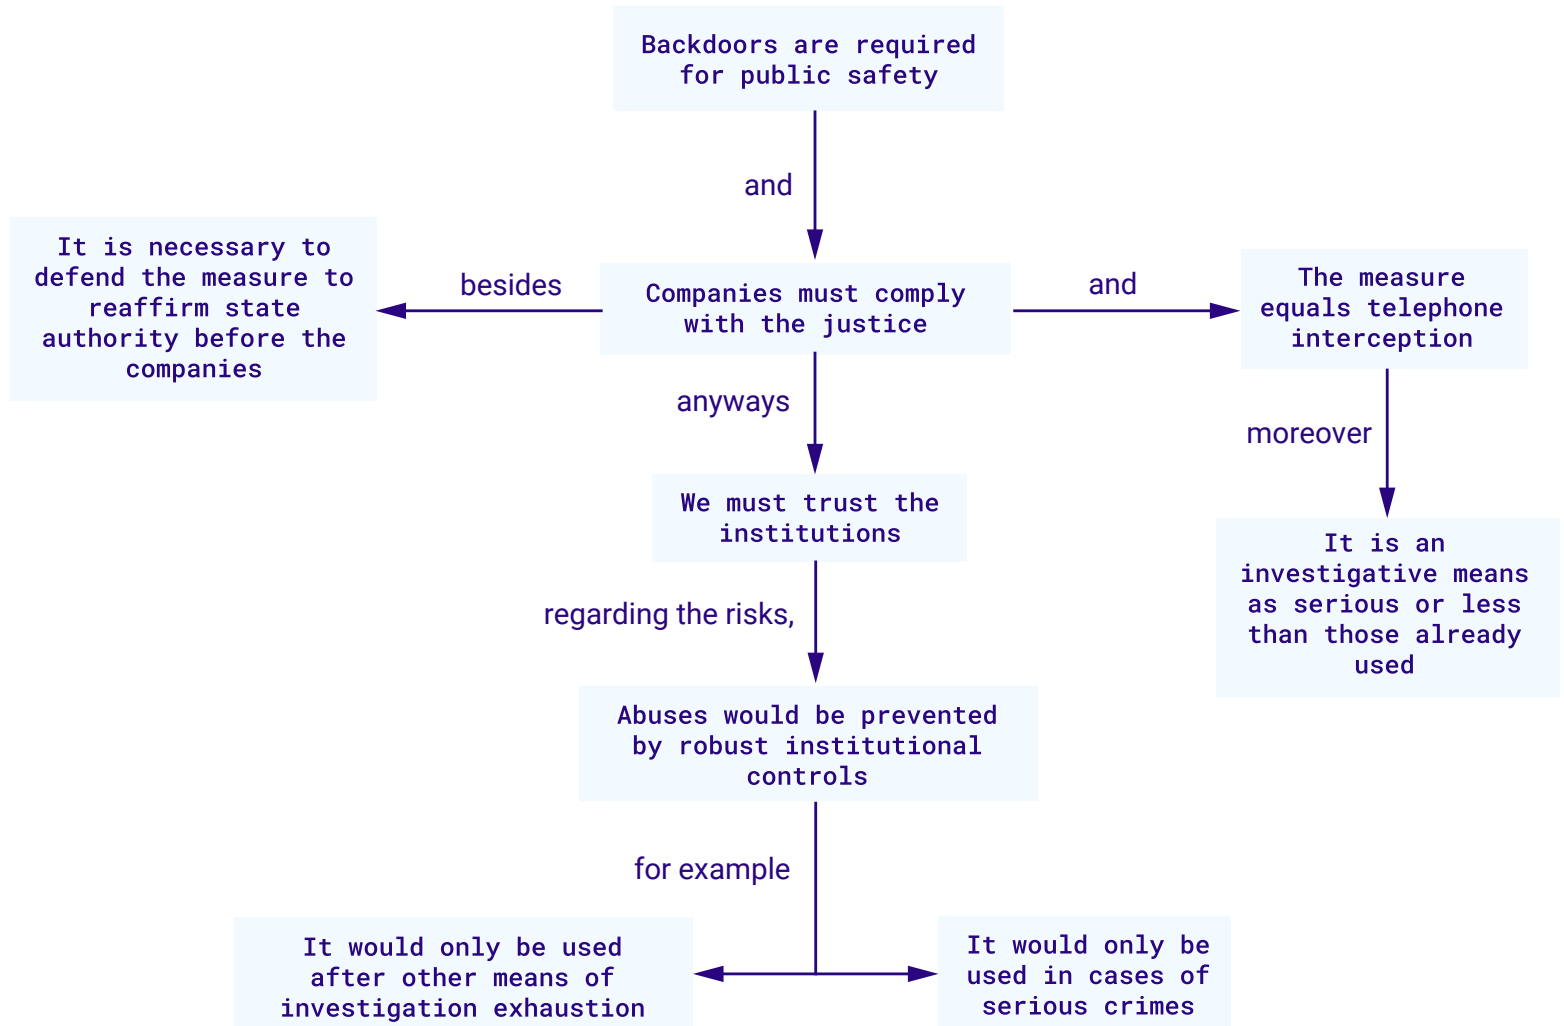 Backdoors are required
for public safety
and
It is necessary to
defend the measure to
reaffirm state
authority before the
companies
besides
Companies must comply
with the justice
and
The measure
equals telephone
interception
anyways
moreover
We must trust the
institutions
It is an
investigative means
as serious or less
than those already
used
regarding the risks,
Abuses would be prevented
by robust institutional
controls
for example
It would only be used
after other means of
investigation exhaustion
It would only be
used in cases of
serious crimes